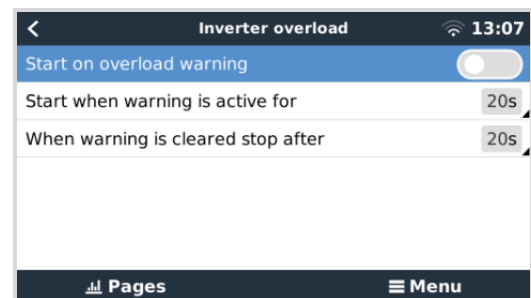 Inverter overload 13:07
Start on overload warning
Start when warning is active for 20s
When warning is cleared stop after 20s
Pages Menu